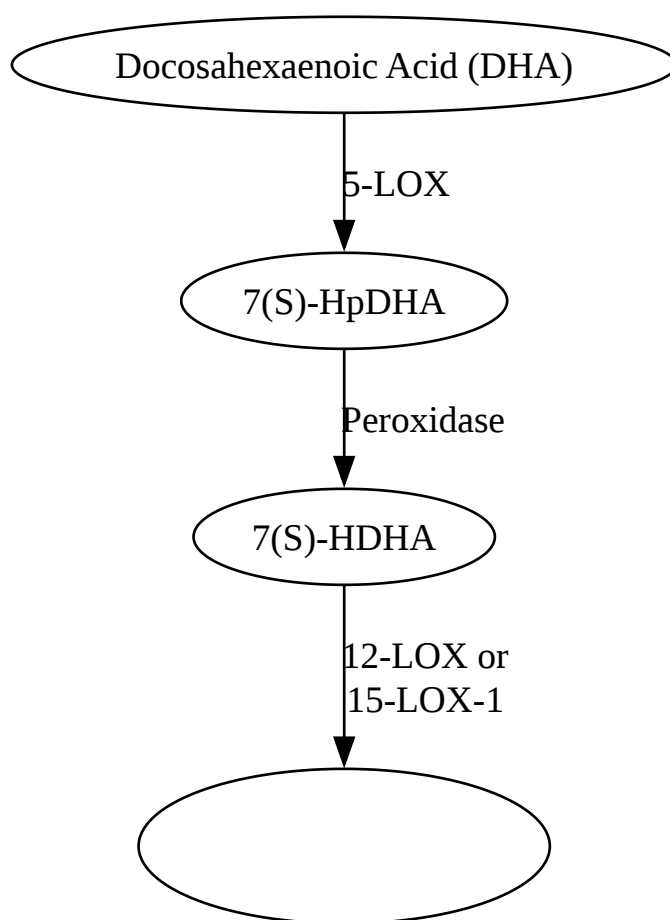 Docosahexaenoic Acid (DHA)
5-LOX
7(S)-HpDHA
Peroxidase
7(S)-HDHA
12-LOX or
15-LOX-1